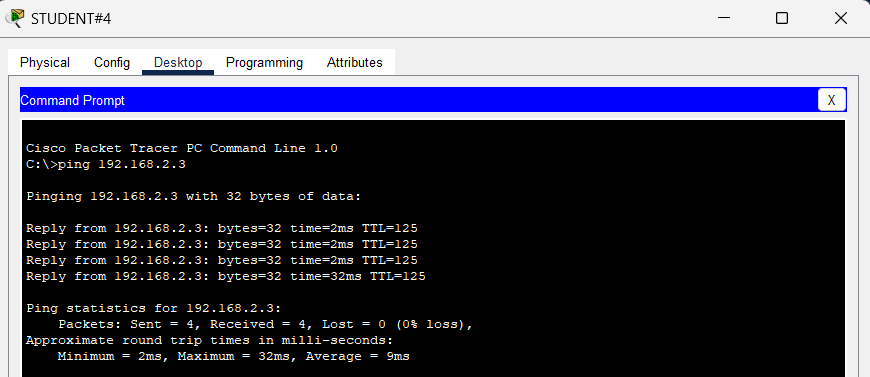 STUDENT#4
Physical Config Desktop Programming Attributes
Command Prompt X
Cisco Packet Tracer PC Command Line 1.0
C:\>ping 192.168.2.3
Pinging 192.168.2.3 with 32 bytes of data:
Reply from 192.168.2.3: bytes=32 time=2ms TTL=125
Reply from 192.168.2.3: bytes=32 time=2ms TTL=125
Reply from 192.168.2.3: bytes=32 time=2ms TTL=125
Reply from 192.168.2.3: bytes=32 time=32ms TTL=125
Ping statistics for 192.168.2.3:
    Packets: Sent = 4, Received = 4, Lost = 0 (0% loss),
Approximate round trip times in milli-seconds:
    Minimum = 2ms, Maximum = 32ms, Average = 9ms